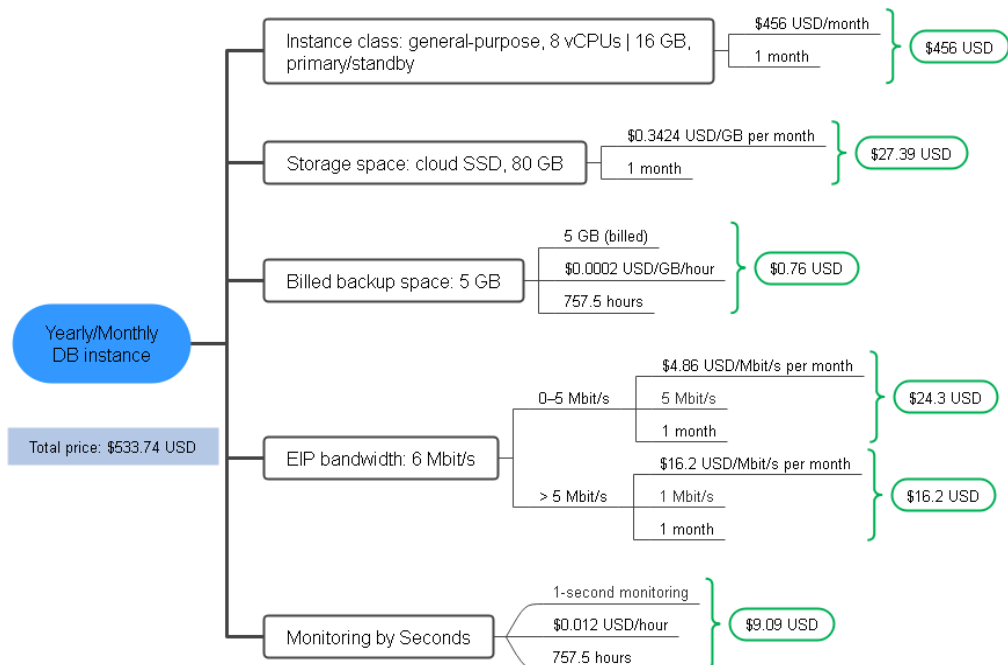 Yearly/Monthly
DB instance
Total price: $533.74 USD
Instance class: general-purpose, 8 vCPUs | 16 GB,
primary/standby
$456 USD/month
1 month
$456 USD
Storage space: cloud SSD, 80 GB
$0.3424 USD/GB per month
1 month
$27.39 USD
Billed backup space: 5 GB
5 GB (billed)
$0.0002 USD/GB/hour
757.5 hours
$0.76 USD
EIP bandwidth: 6 Mbit/s
0–5 Mbit/s
$4.86 USD/Mbit/s per month
5 Mbit/s
1 month
$24.3 USD
> 5 Mbit/s
$16.2 USD/Mbit/s per month
1 Mbit/s
1 month
$16.2 USD
Monitoring by Seconds
1-second monitoring
$0.012 USD/hour
757.5 hours
$9.09 USD